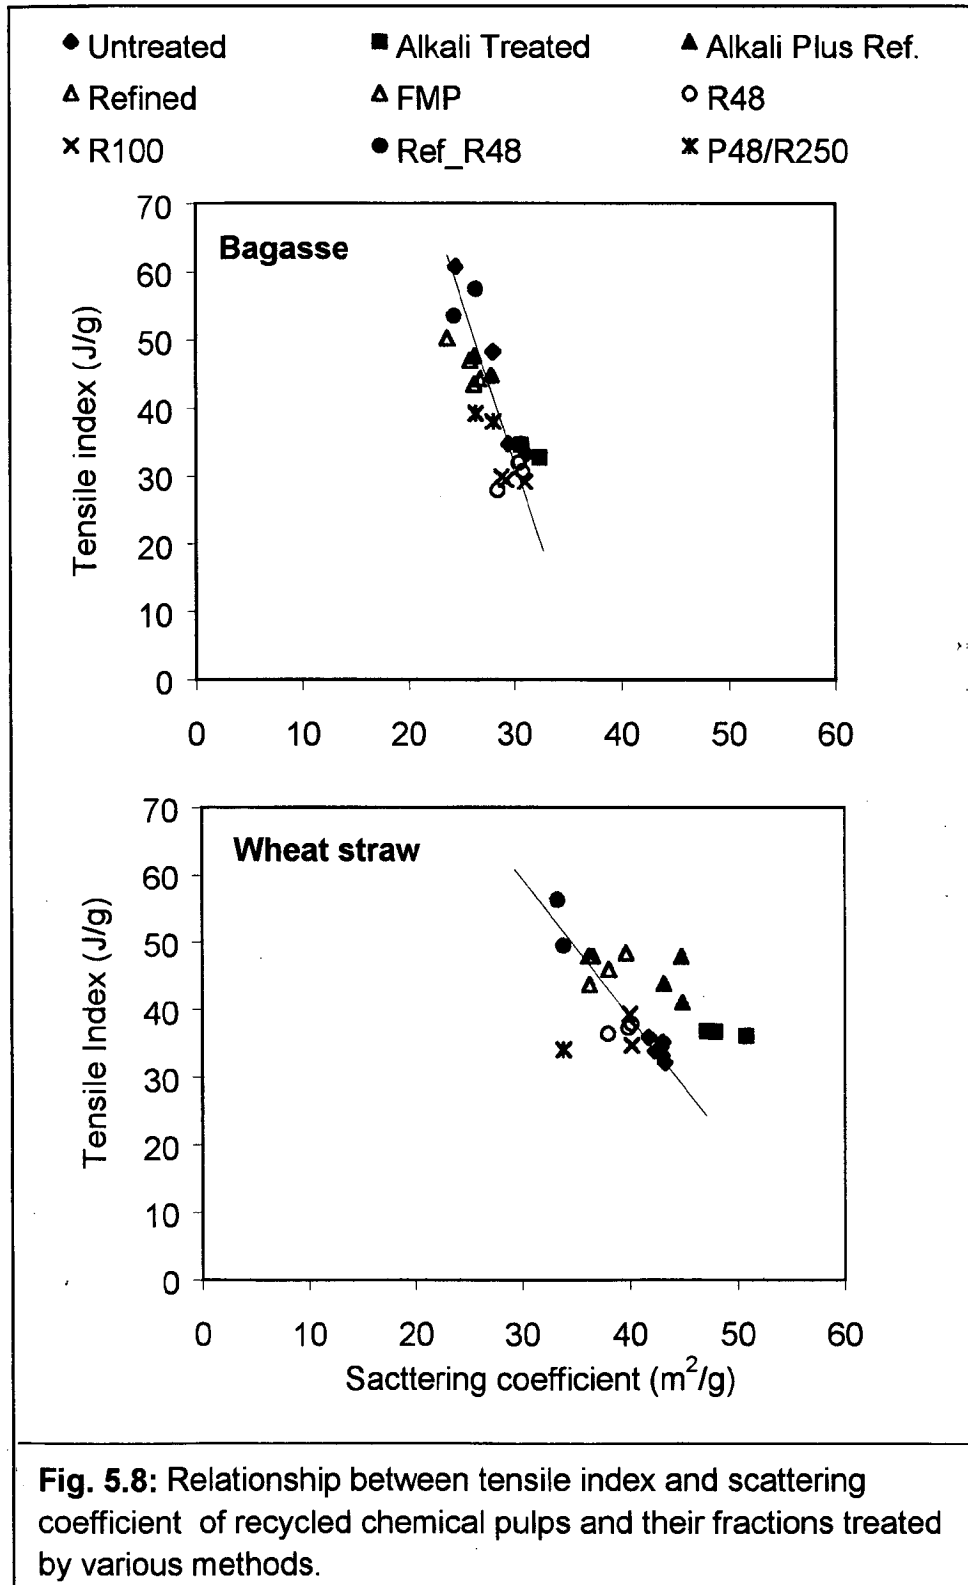 Untreated Alkali Treated Alkali Plus Ref.
Refined FMP R48
R100 Ref_R48 P48/R250
70
60
50
40
30
20
10
0
Tensile index (J/g)
Bagasse
0 10 20 30 40 50 60
70
60
50
40
30
20
10
0
Tensile Index (J/g)
Wheat straw
0 10 20 30 40 50 60
Sacttering coefficient (m²/g)
Fig. 5.8: Relationship between tensile index and scattering
coefficient of recycled chemical pulps and their fractions treated
by various methods.